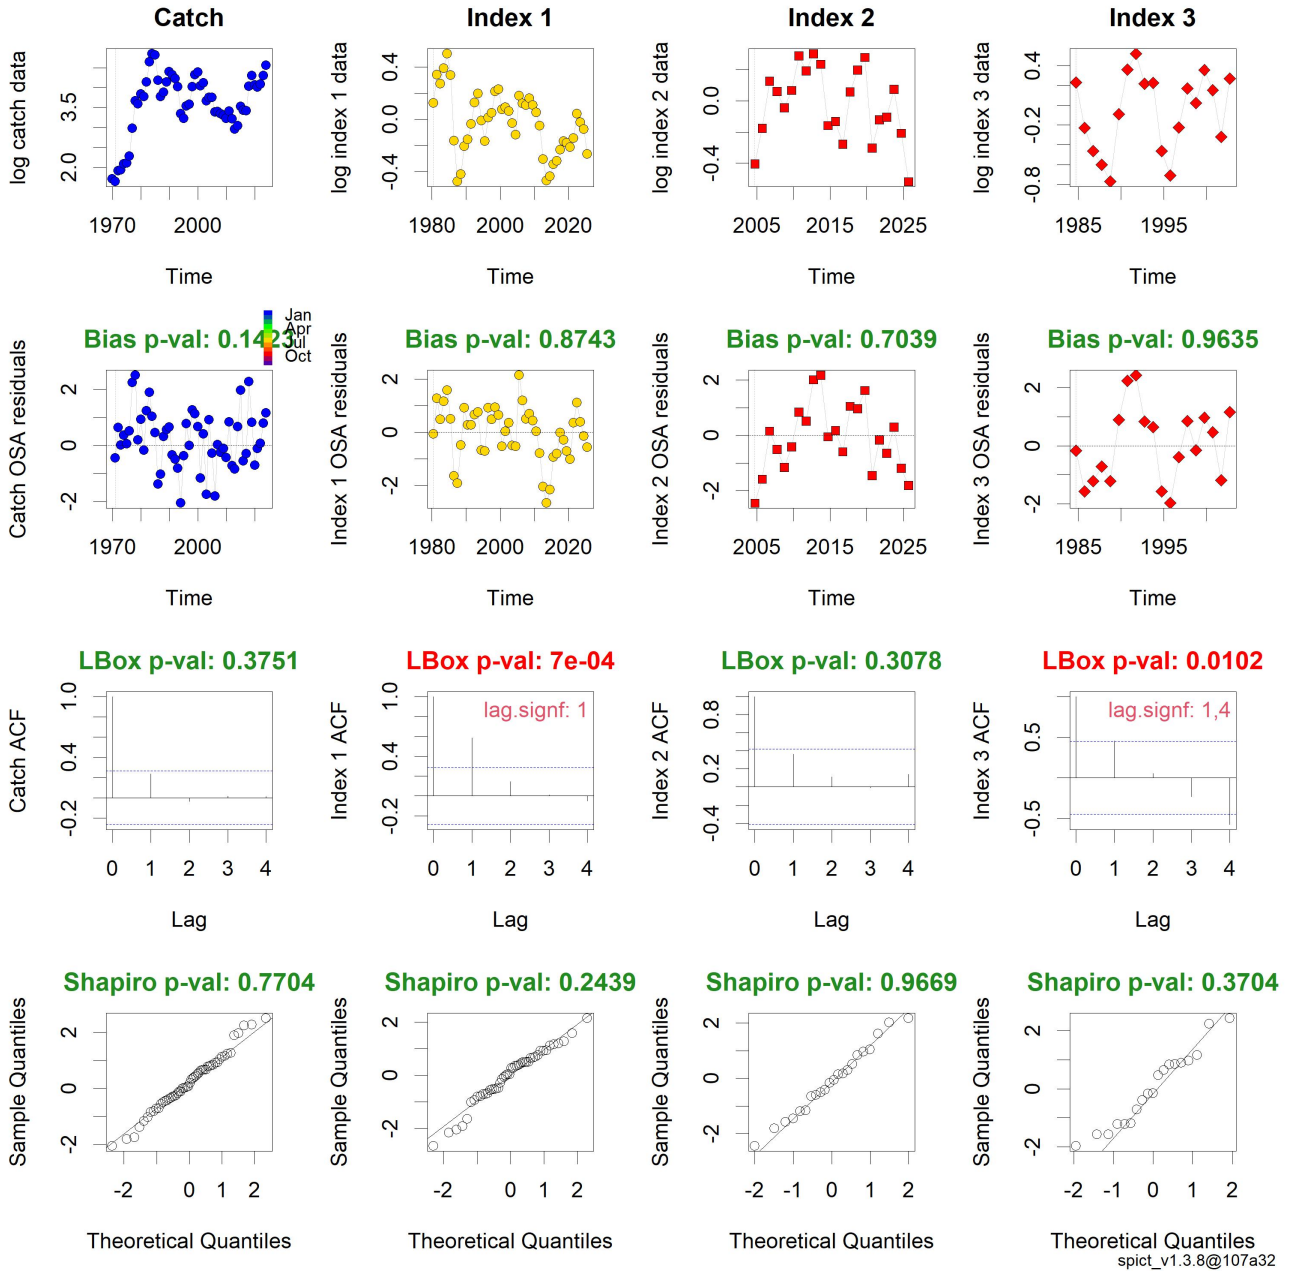 Catch
Index 1
Index 2
Index 3
log catch data
2.0
3.5
1970
2000
Time
log index 1 data
-0.4
0.0
0.4
1980
2000
2020
Time
log index 2 data
-0.4
0.0
2005
2015
2025
Time
log index 3 data
-0.8
-0.2
0.4
1985
1995
Time
Bias p-val: 0.1423
Jan
Apr
Jul
Oct
Bias p-val: 0.8743
Bias p-val: 0.7039
Bias p-val: 0.9635
Catch OSA residuals
-2
0
2
1970
2000
Time
Index 1 OSA residuals
-2
0
2
1980
2000
2020
Time
Index 2 OSA residuals
-2
0
2
2005
2015
2025
Time
Index 3 OSA residuals
-2
0
2
1985
1995
Time
LBox p-val: 0.3751
LBox p-val: 7e-04
LBox p-val: 0.3078
LBox p-val: 0.0102
Catch ACF
-0.2
0.4
1.0
0 1 2 3 4
Lag
Index 1 ACF
-0.2
0.4
1.0
lag.signf: 1
0 1 2 3 4
Lag
Index 2 ACF
-0.4
0.2
0.8
0 1 2 3 4
Lag
Index 3 ACF
-0.5
0.5
lag.signf: 1,4
0 1 2 3 4
Lag
Shapiro p-val: 0.7704
Shapiro p-val: 0.2439
Shapiro p-val: 0.9669
Shapiro p-val: 0.3704
Sample Quantiles
-2
0
2
-2 0 1 2
Theoretical Quantiles
Sample Quantiles
-2
0
2
-2 0 1 2
Theoretical Quantiles
Sample Quantiles
-2
0
2
-2 -1 0 1 2
Theoretical Quantiles
Sample Quantiles
-2
0
2
-2 -1 0 1 2
Theoretical Quantiles
spict_v1.3.8@107a32